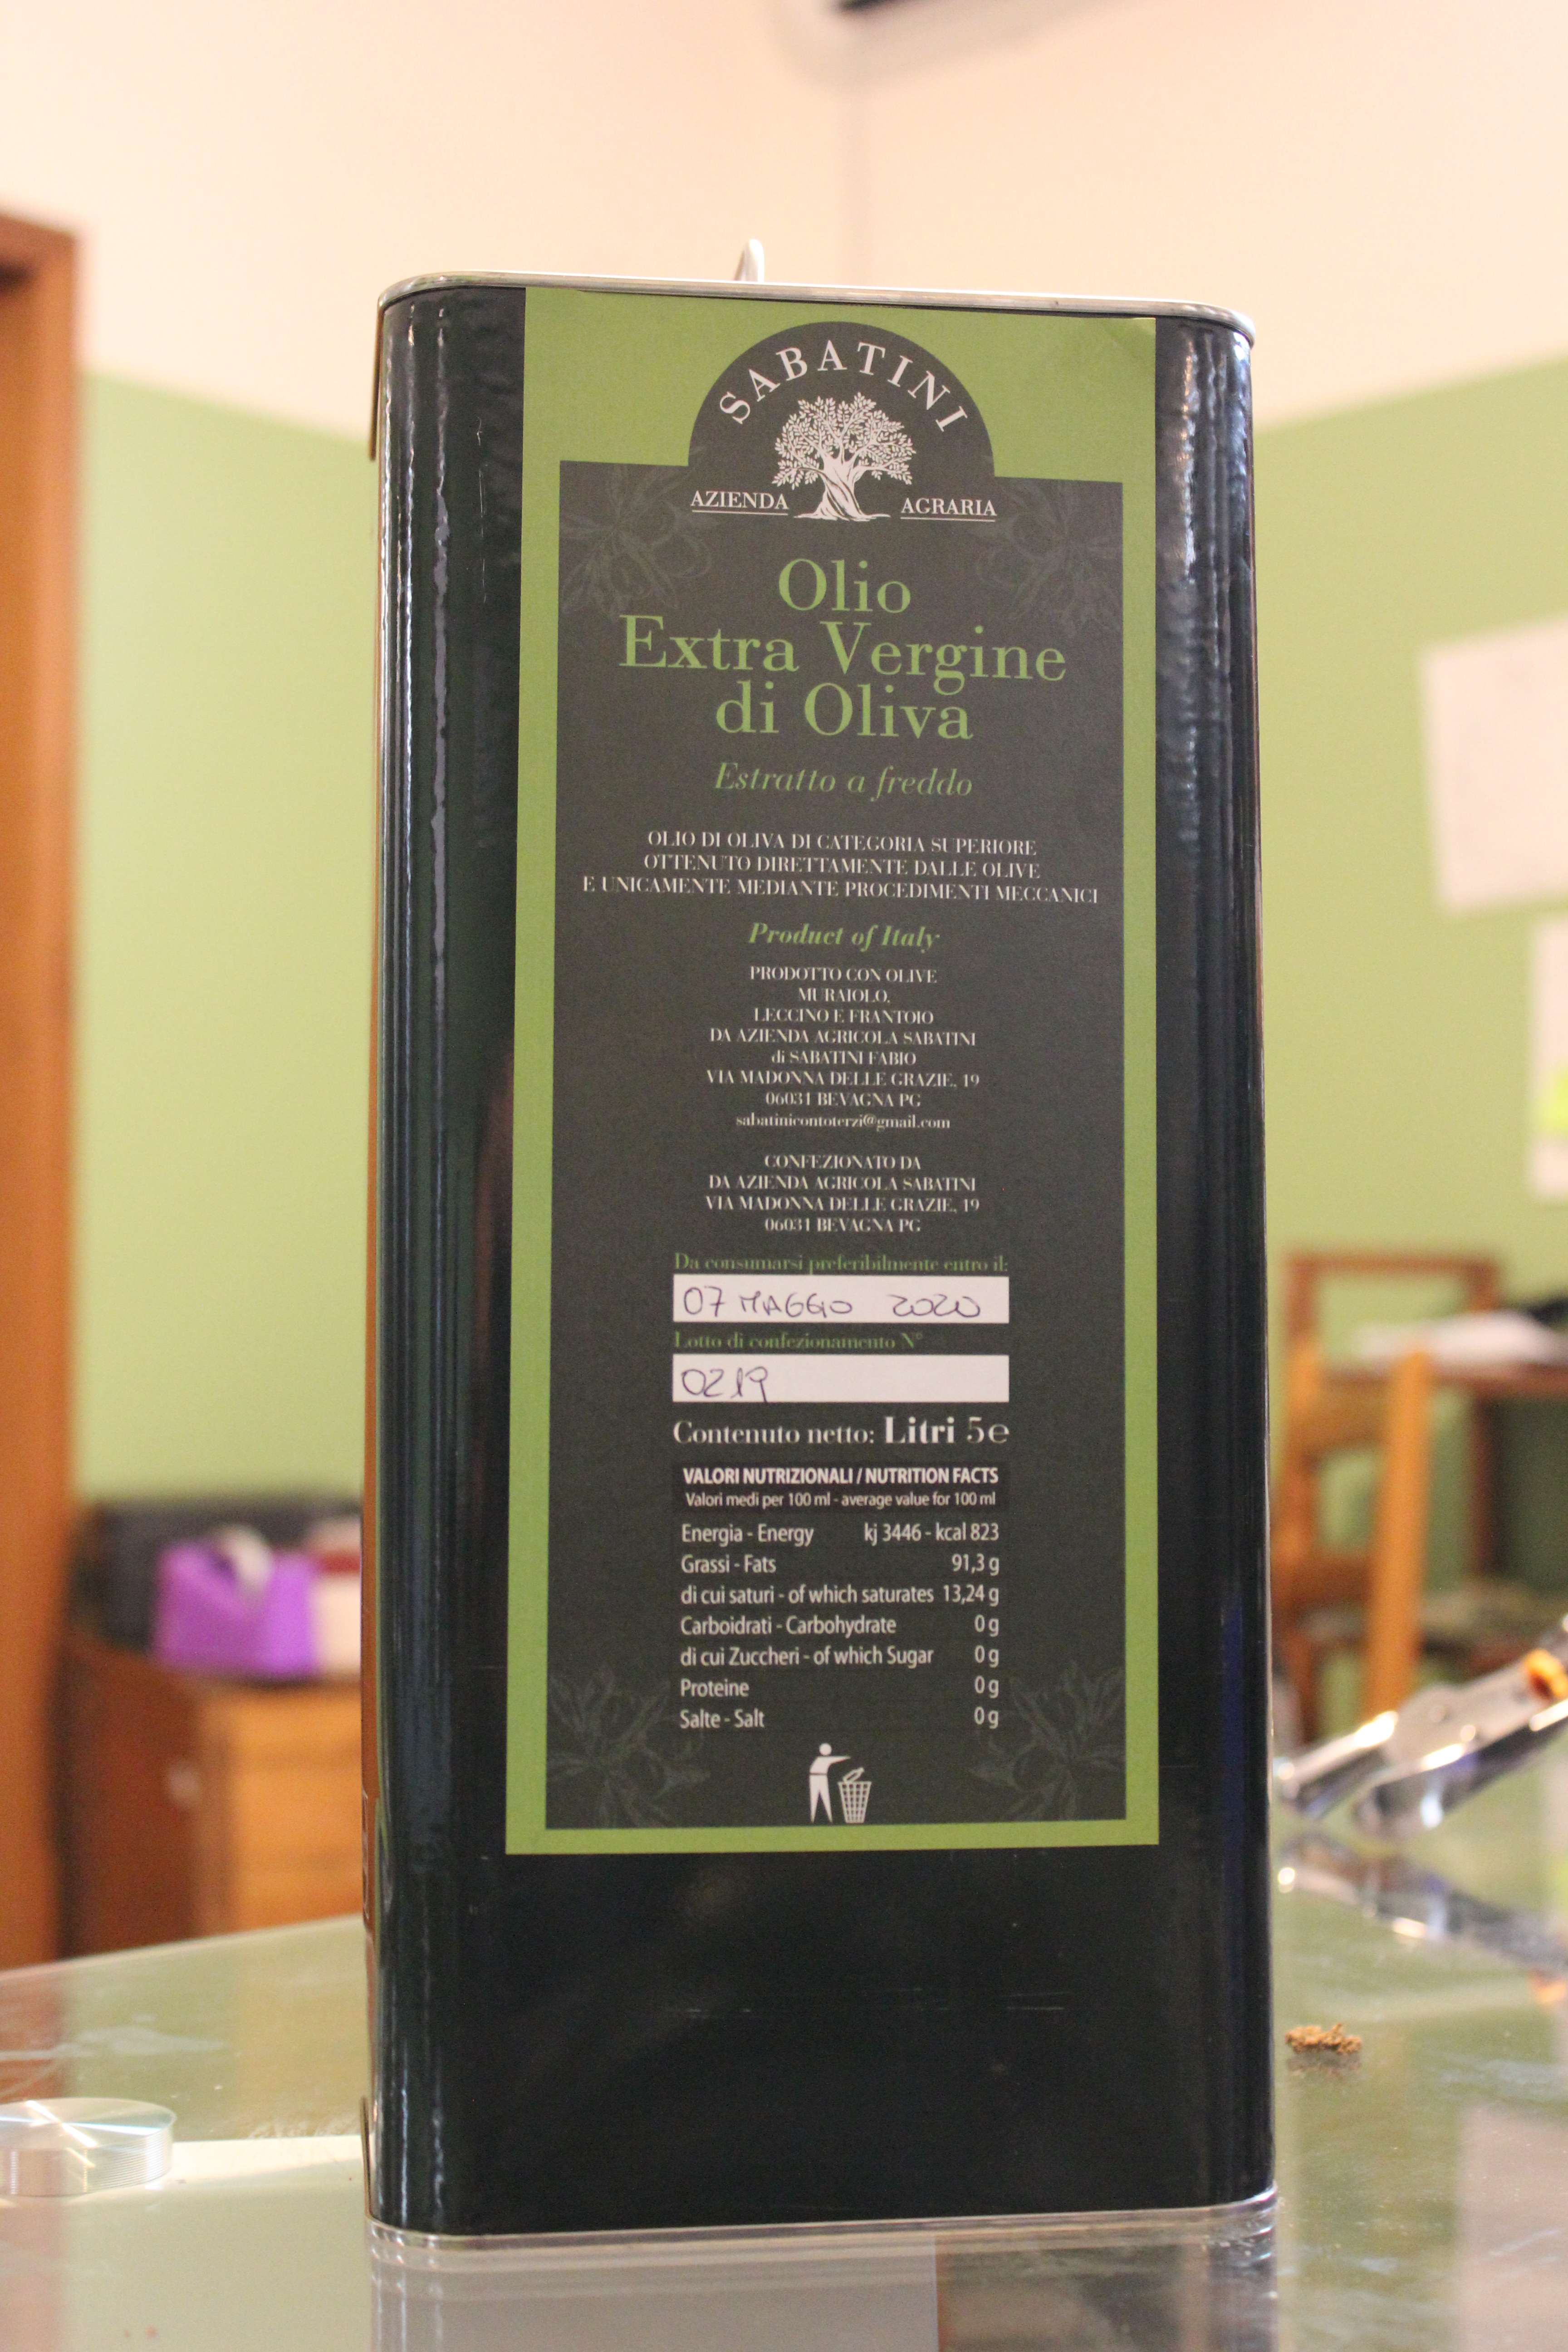 SABATINI
AZIENDA AGRARIA
Olio
Extra Vergine
di Oliva
Estratto a freddo
OLIO DI OLIVA DI CATEGORIA SUPERIORE
OTTENUTO DIRETTAMENTE DALLE OLIVE
E UNICAMENTE MEDIANTE PROCEDIMENTI MECCANICI
Product of Italy
PRODOTTO CON OLIVE
MURAIOLO,
LECCINO E FRANTOIO
DA AZIENDA AGRICOLA SABATINI
di SABATINI FABIO
VIA MADONNA DELLE GRAZIE, 19
06031 BEVAGNA PG
sabatinicontoterzi@gmail.com
CONFEZIONATO DA
DA AZIENDA AGRICOLA SABATINI
VIA MADONNA DELLE GRAZIE, 19
06031 BEVAGNA PG
Da consumarsi preferibilmente entro il:
07 MAGGIO 2020
Lotto di confezionamento N°
0219
Contenuto netto: Litri 5e
VALORI NUTRIZIONALI / NUTRITION FACTS
Valori medi per 100 ml - average value for 100 ml
Energia - Energy kj 3446 - kcal 823
Grassi - Fats 91,3 g
di cui saturi - of which saturates 13,24 g
Carboidrati - Carbohydrate 0 g
di cui Zuccheri - of which Sugar 0 g
Proteine 0 g
Salte - Salt 0 g